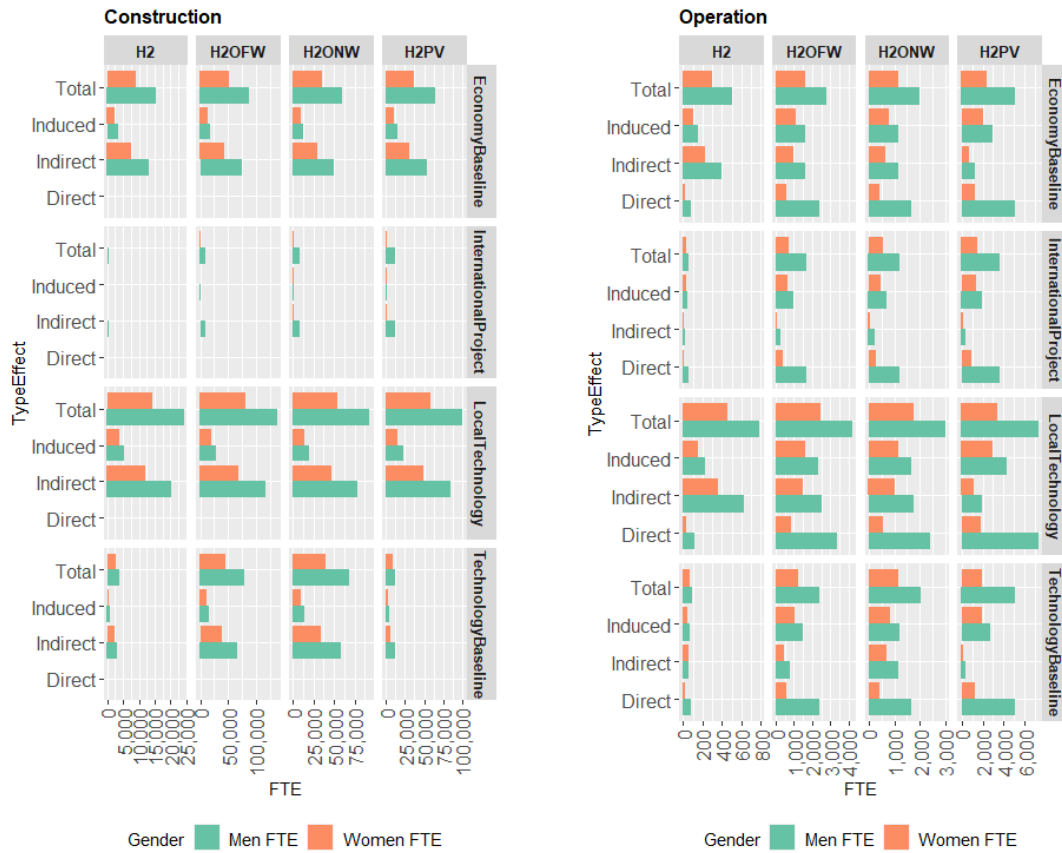 Construction
H2 H2OFW H2ONW H2PV
Total
Induced
Indirect
Direct
EconomyBaseline
Total
Induced
Indirect
Direct
InternationalProject
Total
Induced
Indirect
Direct
LocalTechnology
Total
Induced
Indirect
Direct
TechnologyBaseline
TypeEffect
0 5,000 10,000 15,000 20,000 25,000 0 50,000 100,000 0 25,000 50,000 75,000 0 25,000 50,000 75,000 100,000
FTE
Gender Men FTE Women FTE
Operation
H2 H2OFW H2ONW H2PV
Total
Induced
Indirect
Direct
EconomyBaseline
Total
Induced
Indirect
Direct
InternationalProject
Total
Induced
Indirect
Direct
LocalTechnology
Total
Induced
Indirect
Direct
TechnologyBaseline
TypeEffect
0 200 400 600 800 0 1,000 2,000 3,000 4,000 0 1,000 2,000 3,000 0 2,000 4,000 6,000
FTE
Gender Men FTE Women FTE